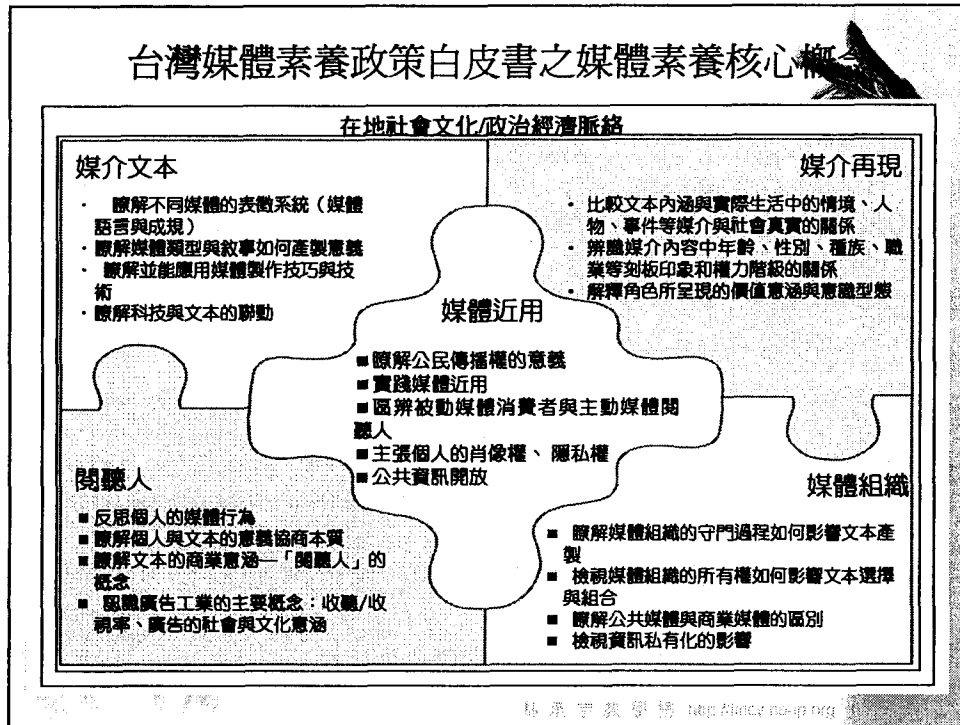 台灣媒體素養政策白皮書之媒體素養核心概
在地社會文化/政治經濟脈絡
媒介文本
· 瞭解不同媒體的表徵系統（媒體
語言與成規）
· 瞭解媒體類型與敘事如何產製意義
· 瞭解並能應用媒體製作技巧與技
術
· 瞭解科技與文本的聯動
媒介再現
· 比較文本內涵與實際生活中的情境、人
物、事件等媒介與社會真實的關係
· 辨識媒介內容中年齡、性別、種族、職
業等刻板印象和權力階級的關係
· 解釋角色所呈現的價值意涵與意識型態
媒體近用
■ 瞭解公民傳播權的意義
■ 實踐媒體近用
■ 區辨被動媒體消費者與主動媒體閱
聽人
■ 主張個人的肖像權、隱私權
■ 公共資訊開放
閱聽人
■ 反思個人的媒體行為
■ 瞭解個人與文本的意義協商本質
■ 瞭解文本的商業意涵—「閱聽人」的
概念
■ 認識廣告工業的主要概念：收聽/收
視率、廣告的社會與文化意涵
媒體組織
■ 瞭解媒體組織的守門過程如何影響文本產
製
■ 檢視媒體組織的所有權如何影響文本選擇
與組合
■ 瞭解公共媒體與商業媒體的區別
■ 檢視資訊私有化的影響